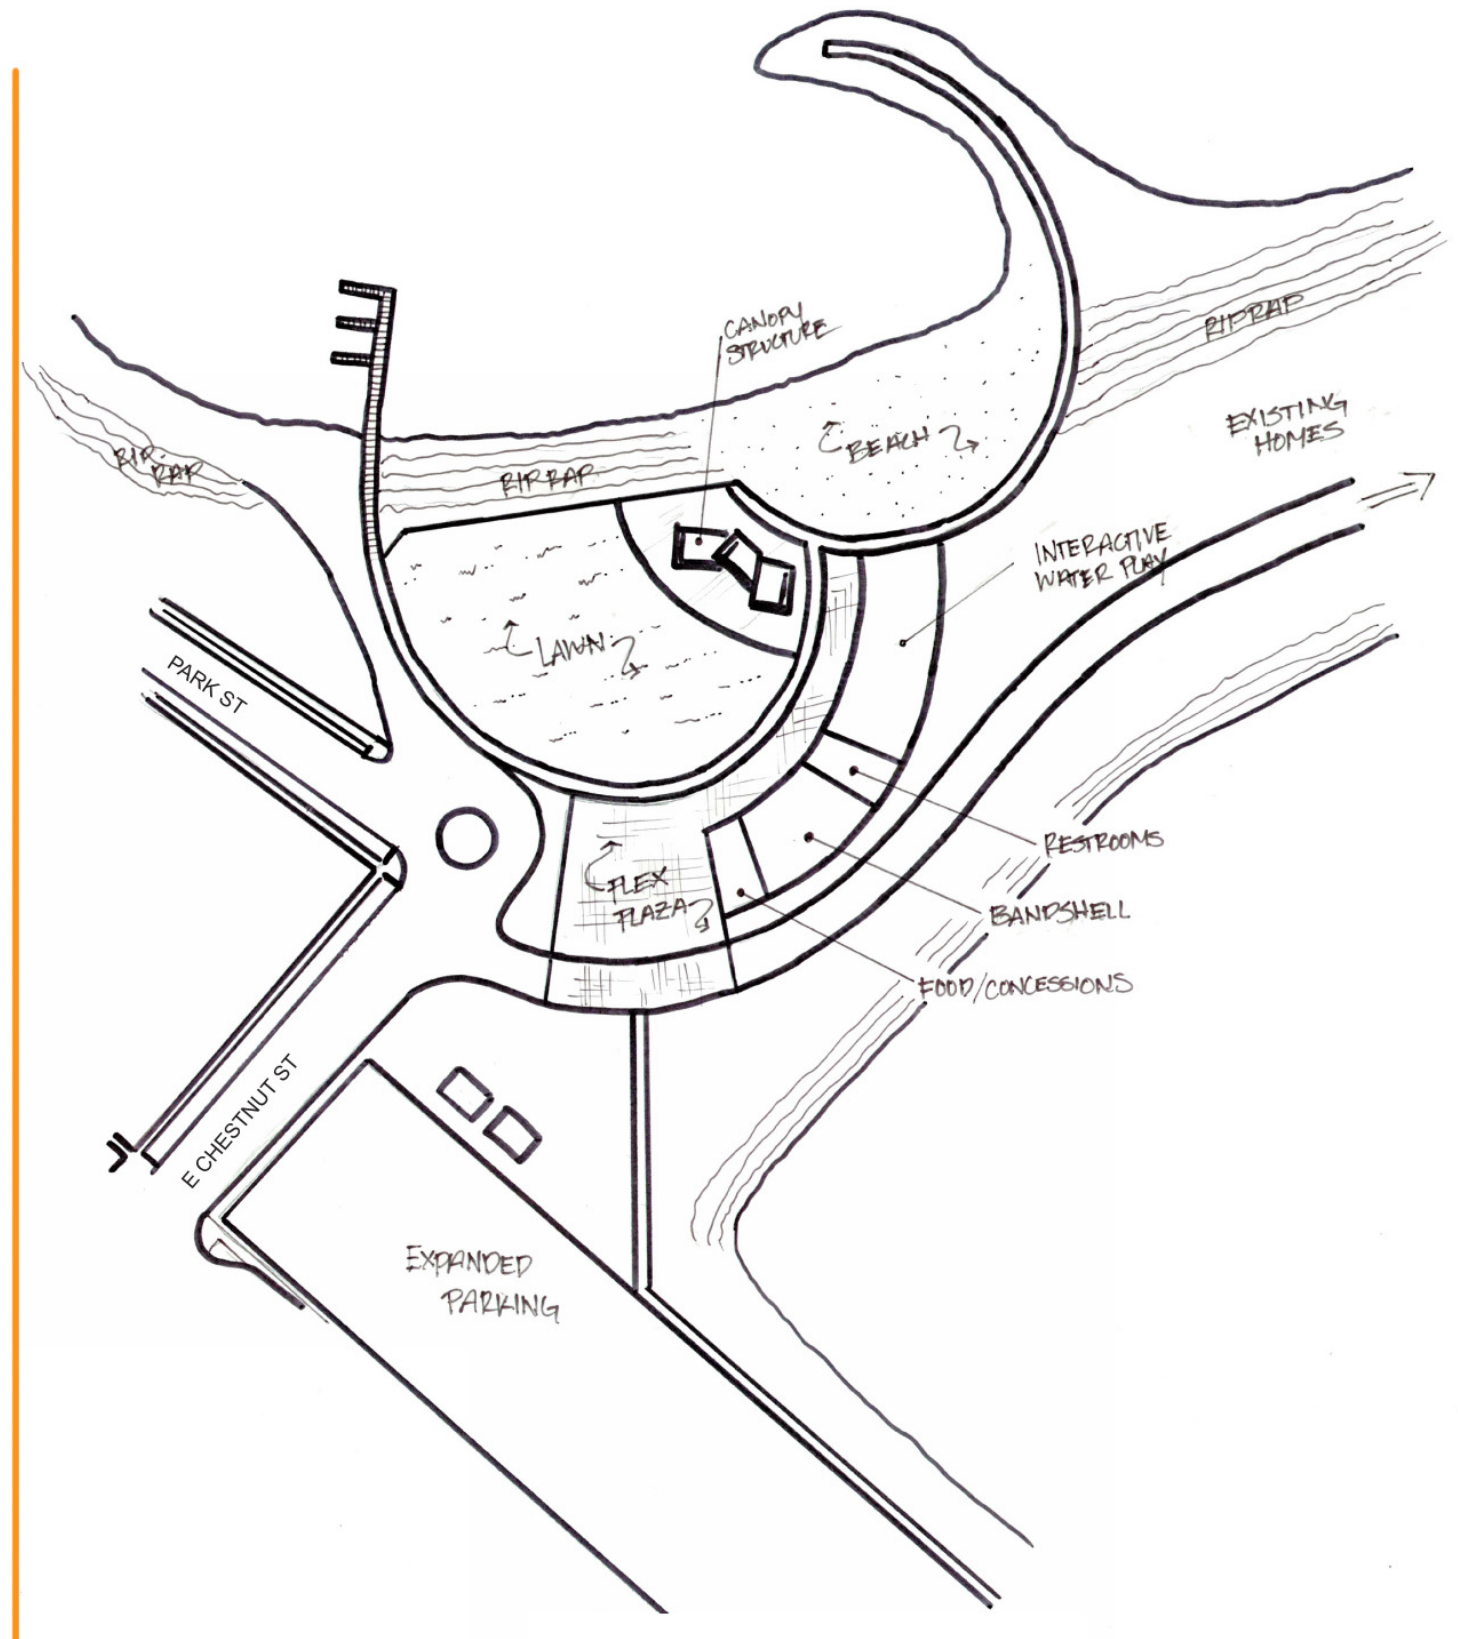 CANOPY
STRUCTURE
RIPRAP
EXISTING
HOMES
BEACH
RIP-
RAP
RIPRAP
INTERACTIVE
WATER PLAY
LAWN
PARK ST
RESTROOMS
FLEX
PLAZA
BANDSHELL
FOOD/CONCESSIONS
E CHESTNUT ST
EXPANDED
PARKING